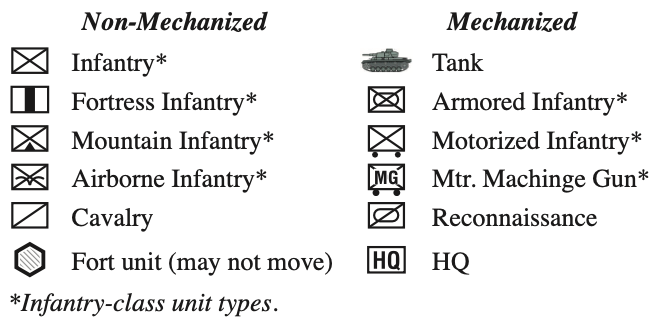 Non-Mechanized Mechanized
Infantry* Tank
Fortress Infantry* Armored Infantry*
Mountain Infantry* Motorized Infantry*
Airborne Infantry* MG Mtr. Machinge Gun*
Cavalry Reconnaissance
Fort unit (may not move) HQ HQ
*Infantry-class unit types.